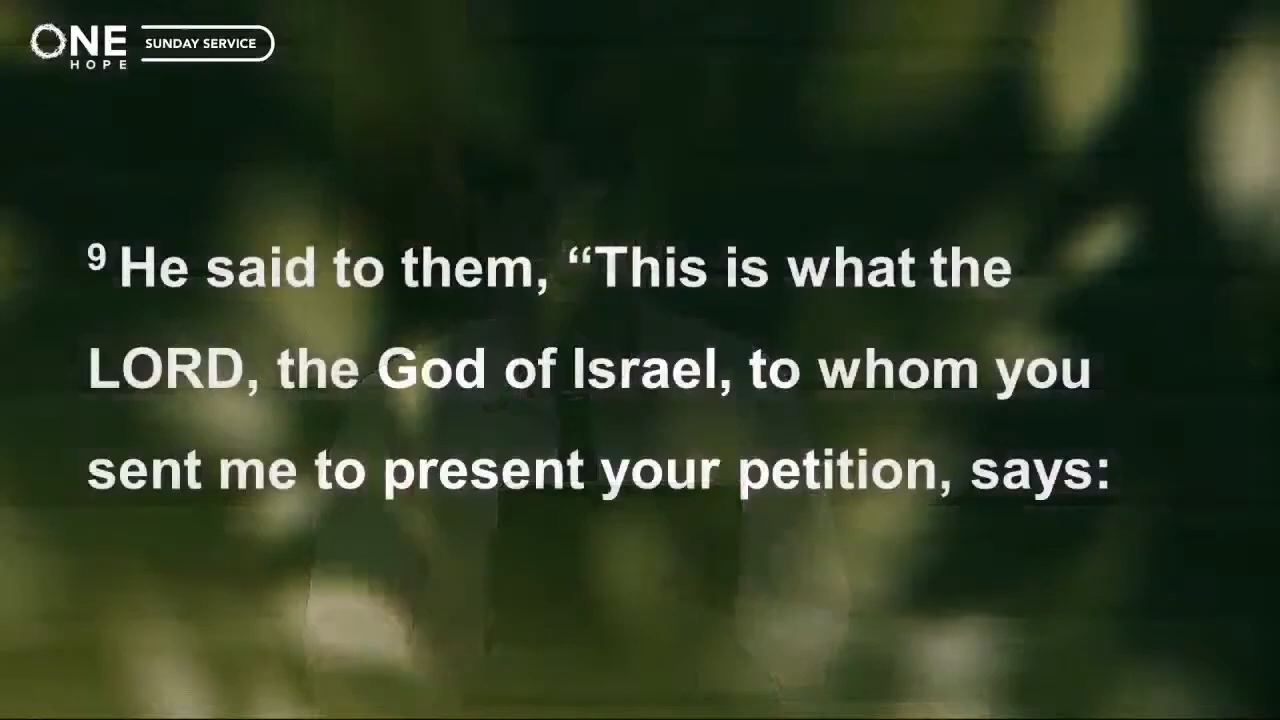 ONE
HOPE
SUNDAY SERVICE
9 He said to them, “This is what the
LORD, the God of Israel, to whom you
sent me to present your petition, says: